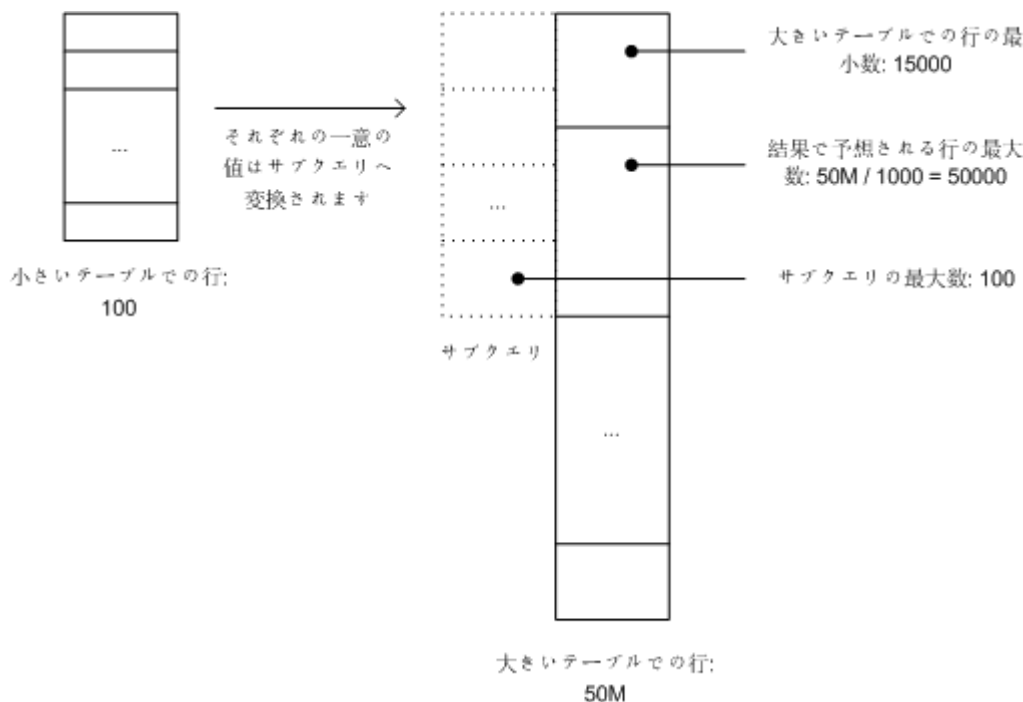 ...
小さいテーブルでの行:
100
それぞれの一意の
値はサブクエリへ
変換されます
...
サブクエリ
大きいテーブルでの行の最
小数: 15000
結果で予想される行の最大
数: 50M / 1000 = 50000
サブクエリの最大数: 100
...
大きいテーブルでの行:
50M